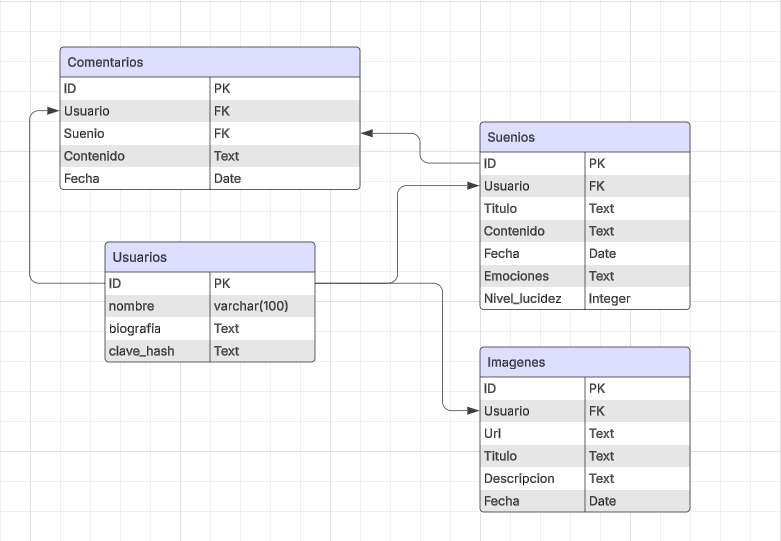 Comentarios
ID PK
Usuario FK
Suenio FK
Contenido Text
Fecha Date
Usuarios
ID PK
nombre varchar(100)
biografia Text
clave_hash Text
Suenios
ID PK
Usuario FK
Titulo Text
Contenido Text
Fecha Date
Emociones Text
Nivel_lucidez Integer
Imagenes
ID PK
Usuario FK
Url Text
Titulo Text
Descripcion Text
Fecha Date